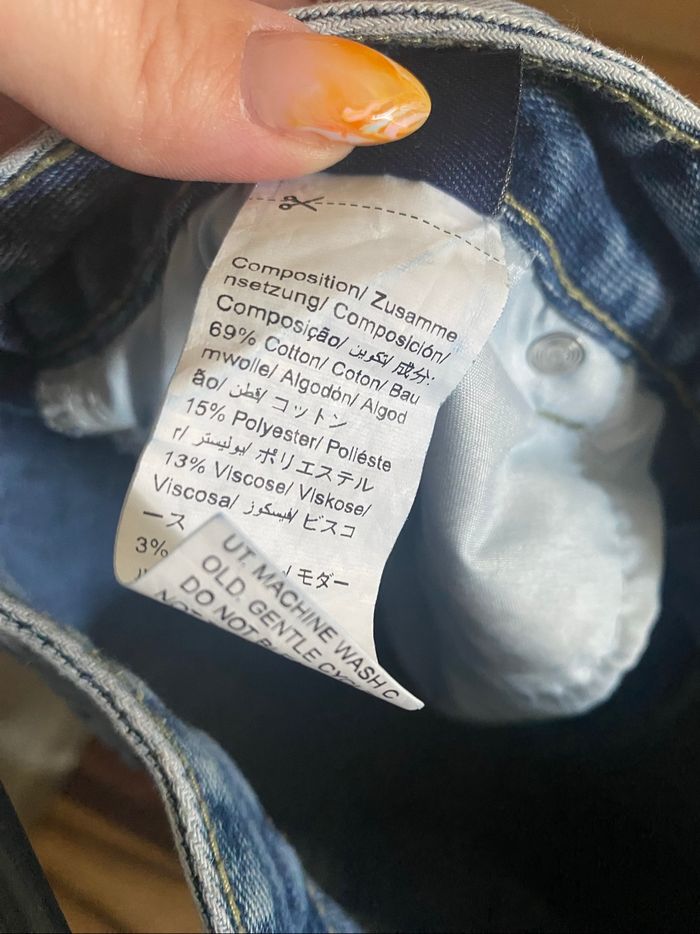 Composition/ Zusamme
nsetzung/ Composición/
Composição/ تكوين/ 成分:
69% Cotton/ Coton/ Bau
mwolle/ Algodón/ Algod
ão/ قطن/ コットン
15% Polyester/ Polièste
r/ بوليستر/ ポリエステル
13% Viscose/ Viskose/
Viscosa/ فيسكوز/ ビスコ
ース
3% モダー
UT. MACHINE WASH C
OLD. GENTLE
DO NOT